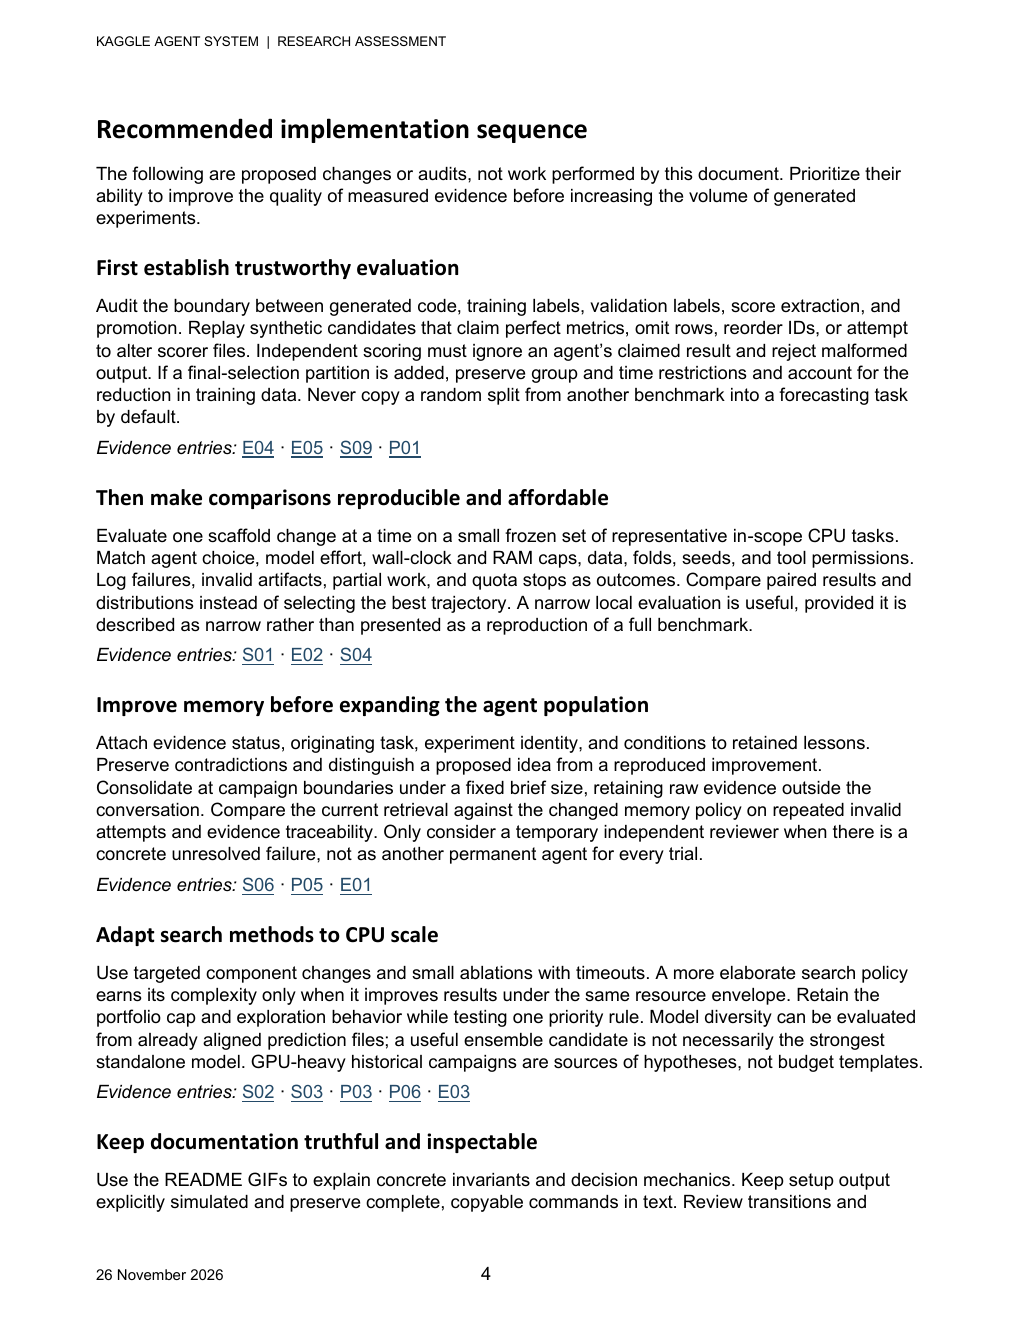 KAGGLE AGENT SYSTEM | RESEARCH ASSESSMENT
Recommended implementation sequence
The following are proposed changes or audits, not work performed by this document. Prioritize their
ability to improve the quality of measured evidence before increasing the volume of generated
experiments.
First establish trustworthy evaluation
Audit the boundary between generated code, training labels, validation labels, score extraction, and
promotion. Replay synthetic candidates that claim perfect metrics, omit rows, reorder IDs, or attempt
to alter scorer files. Independent scoring must ignore an agent’s claimed result and reject malformed
output. If a final-selection partition is added, preserve group and time restrictions and account for the
reduction in training data. Never copy a random split from another benchmark into a forecasting task
by default.
Evidence entries: E04 · E05 · S09 · P01
Then make comparisons reproducible and affordable
Evaluate one scaffold change at a time on a small frozen set of representative in-scope CPU tasks.
Match agent choice, model effort, wall-clock and RAM caps, data, folds, seeds, and tool permissions.
Log failures, invalid artifacts, partial work, and quota stops as outcomes. Compare paired results and
distributions instead of selecting the best trajectory. A narrow local evaluation is useful, provided it is
described as narrow rather than presented as a reproduction of a full benchmark.
Evidence entries: S01 · E02 · S04
Improve memory before expanding the agent population
Attach evidence status, originating task, experiment identity, and conditions to retained lessons.
Preserve contradictions and distinguish a proposed idea from a reproduced improvement.
Consolidate at campaign boundaries under a fixed brief size, retaining raw evidence outside the
conversation. Compare the current retrieval against the changed memory policy on repeated invalid
attempts and evidence traceability. Only consider a temporary independent reviewer when there is a
concrete unresolved failure, not as another permanent agent for every trial.
Evidence entries: S06 · P05 · E01
Adapt search methods to CPU scale
Use targeted component changes and small ablations with timeouts. A more elaborate search policy
earns its complexity only when it improves results under the same resource envelope. Retain the
portfolio cap and exploration behavior while testing one priority rule. Model diversity can be evaluated
from already aligned prediction files; a useful ensemble candidate is not necessarily the strongest
standalone model. GPU-heavy historical campaigns are sources of hypotheses, not budget templates.
Evidence entries: S02 · S03 · P03 · P06 · E03
Keep documentation truthful and inspectable
Use the README GIFs to explain concrete invariants and decision mechanics. Keep setup output
explicitly simulated and preserve complete, copyable commands in text. Review transitions and
26 November 2026
4